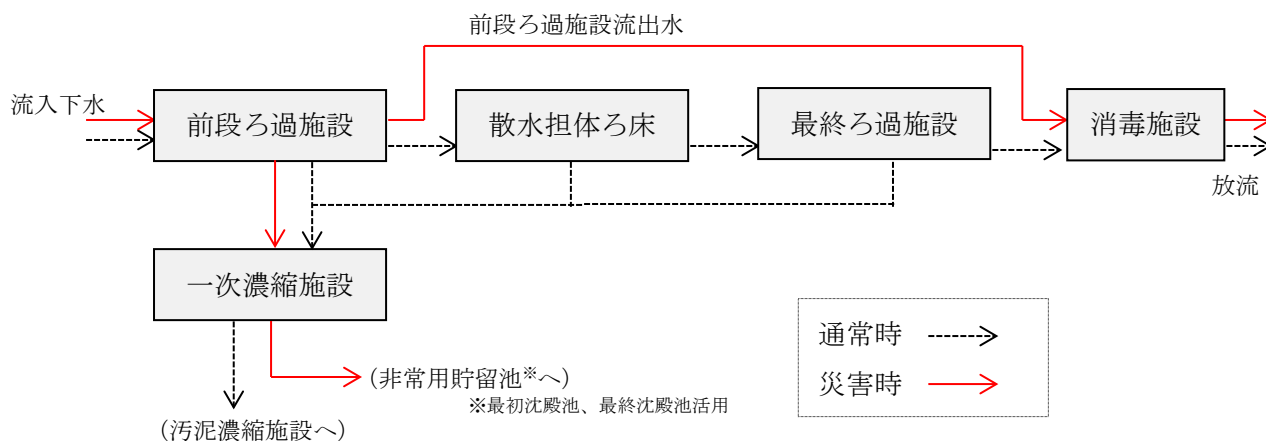 前段ろ過施設流出水
流入下水
前段ろ過施設
散水担体ろ床
最終ろ過施設
消毒施設
放流
一次濃縮施設
通常時
災害時
(非常用貯留池※へ)
※最初沈殿池、最終沈殿池活用
(汚泥濃縮施設へ)